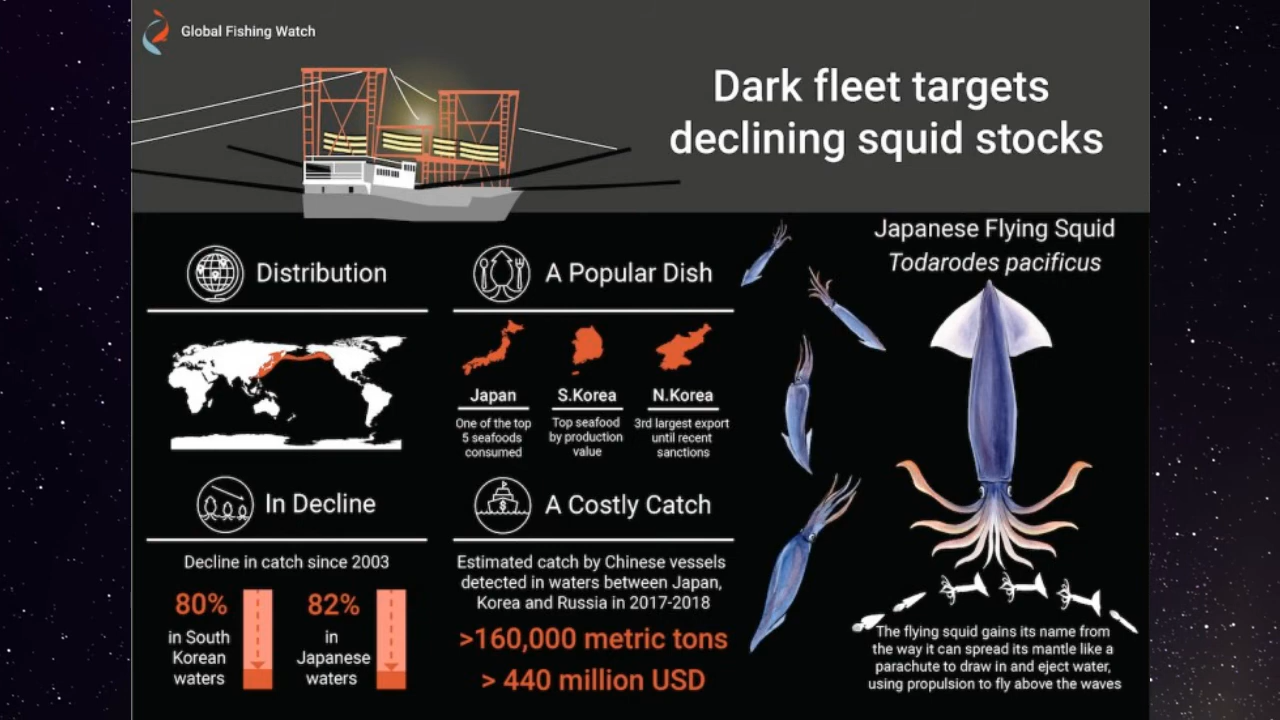 Global Fishing Watch
Dark fleet targets
declining squid stocks
Distribution
A Popular Dish
Japan
One of the top
5 seafoods
consumed
S.Korea
Top seafood
by production
value
N.Korea
3rd largest export
until recent
sanctions
In Decline
Decline in catch since 2003
80%
in South
Korean
waters
82%
in
Japanese
waters
A Costly Catch
Estimated catch by Chinese vessels
detected in waters between Japan,
Korea and Russia in 2017-2018
>160,000 metric tons
> 440 million USD
Japanese Flying Squid
Todarodes pacificus
The flying squid gains its name from
the way it can spread its mantle like a
parachute to draw in and eject water,
using propulsion to fly above the waves